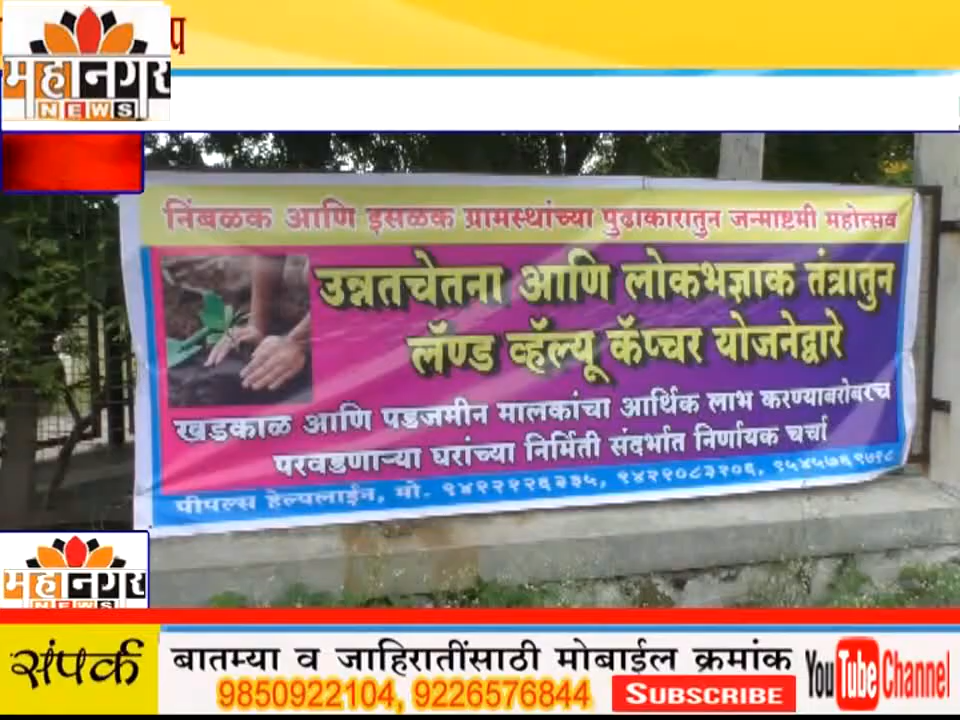 प
महानगर
NEWS
निंबळक आणि इसळक ग्रामस्थांच्या पुढाकारातुन जन्माष्टमी महोत्सव
उन्नतचेतना आणि लोकभज्ञाक तंत्रातुन
लॅण्ड व्हॅल्यू कॅप्चर योजनेद्वारे
खडकाळ आणि पडजमीन मालकांचा आर्थिक लाभ करण्याबरोबरच
परवडणाऱ्या घरांच्या निर्मिती संदर्भात निर्णायक चर्चा
पीपल्स हेल्पलाईन, मो.
महानगर
NEWS
संपर्क
बातम्या व जाहिरातींसाठी मोबाईल क्रमांक
9850922104, 9226576844
SUBSCRIBE
YouTube Channel